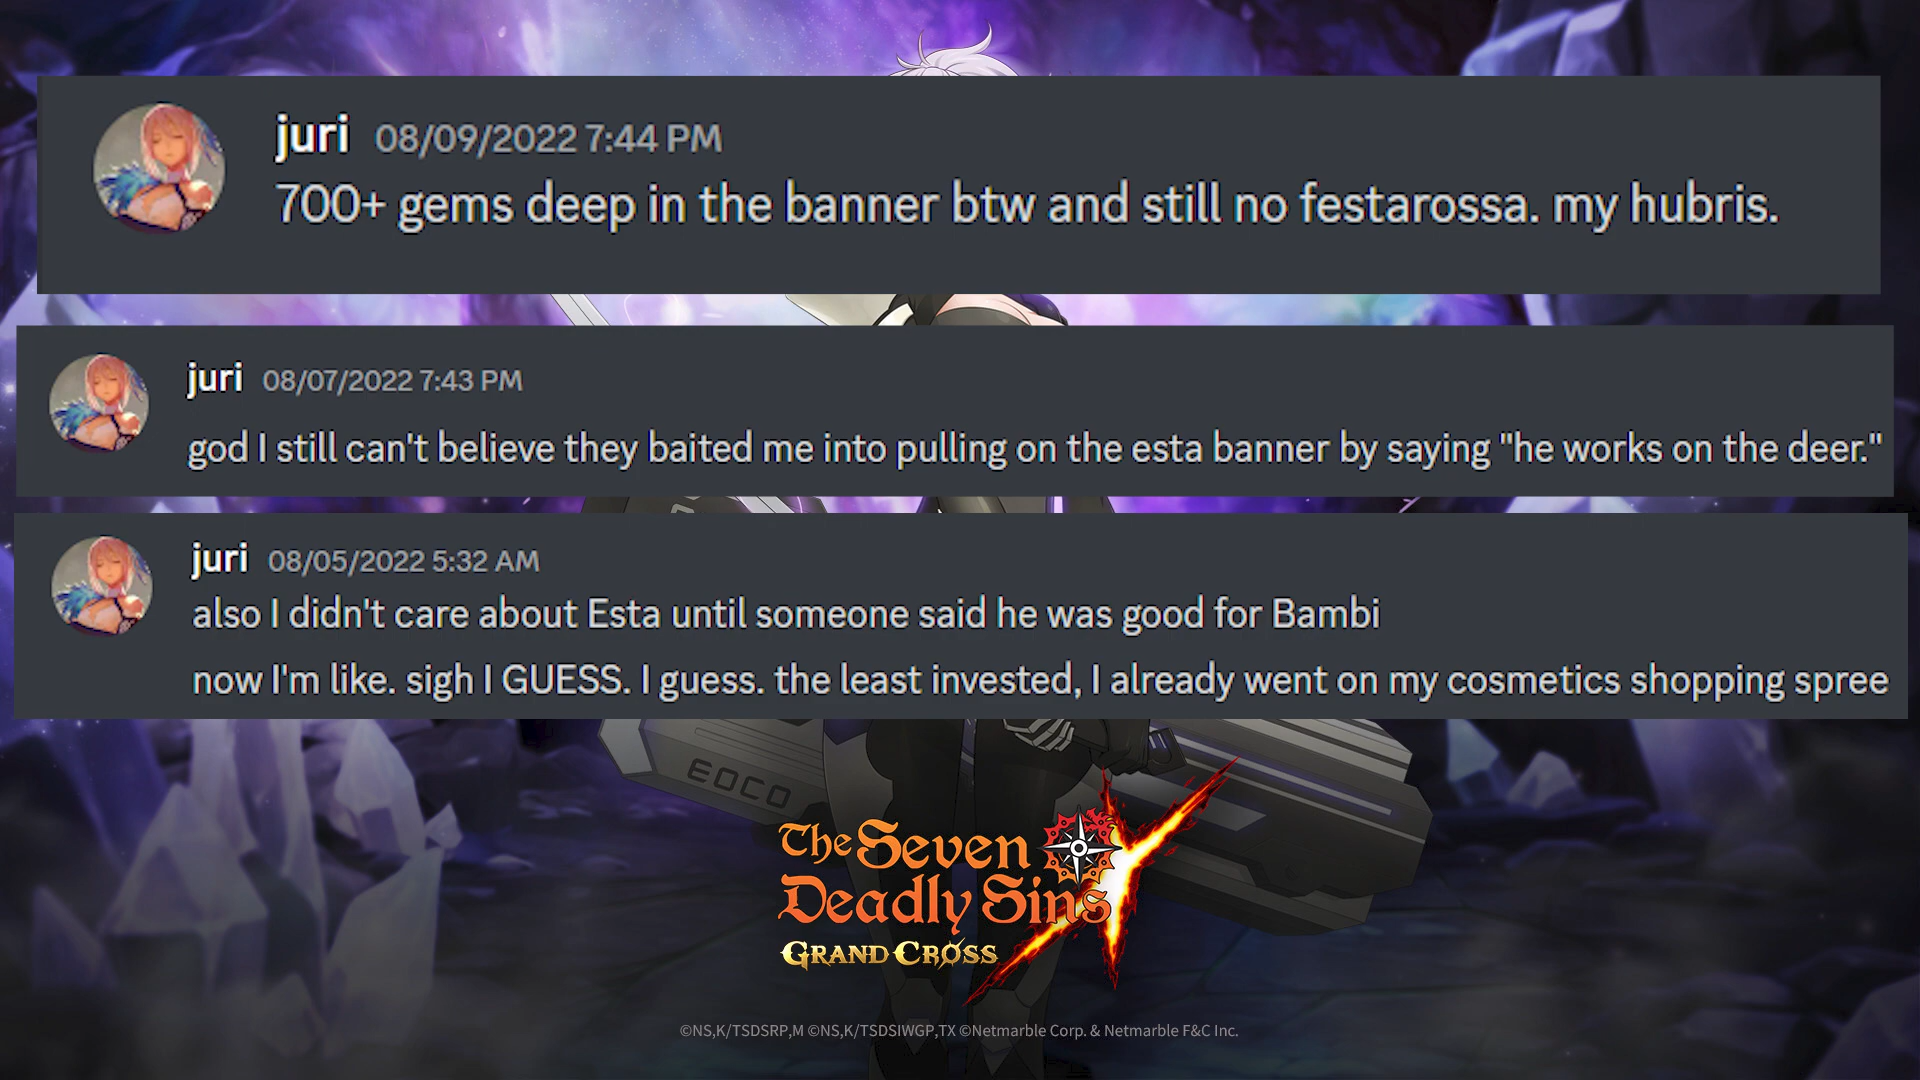 juri 08/09/2022 7:44 PM
700+ gems deep in the banner btw and still no festarossa. my hubris.
juri 08/07/2022 7:43 PM
god I still can't believe they baited me into pulling on the esta banner by saying "he works on the deer."
juri 08/05/2022 5:32 AM
also I didn't care about Esta until someone said he was good for Bambi
now I'm like. sigh I GUESS. I guess. the least invested, I already went on my cosmetics shopping spree
EOCO
The Seven
Deadly Sins
GRAND CROSS
©NS,K/TSDSRP,M ©NS,K/TSDSIWGP,TX ©Netmarble Corp. & Netmarble F&C Inc.